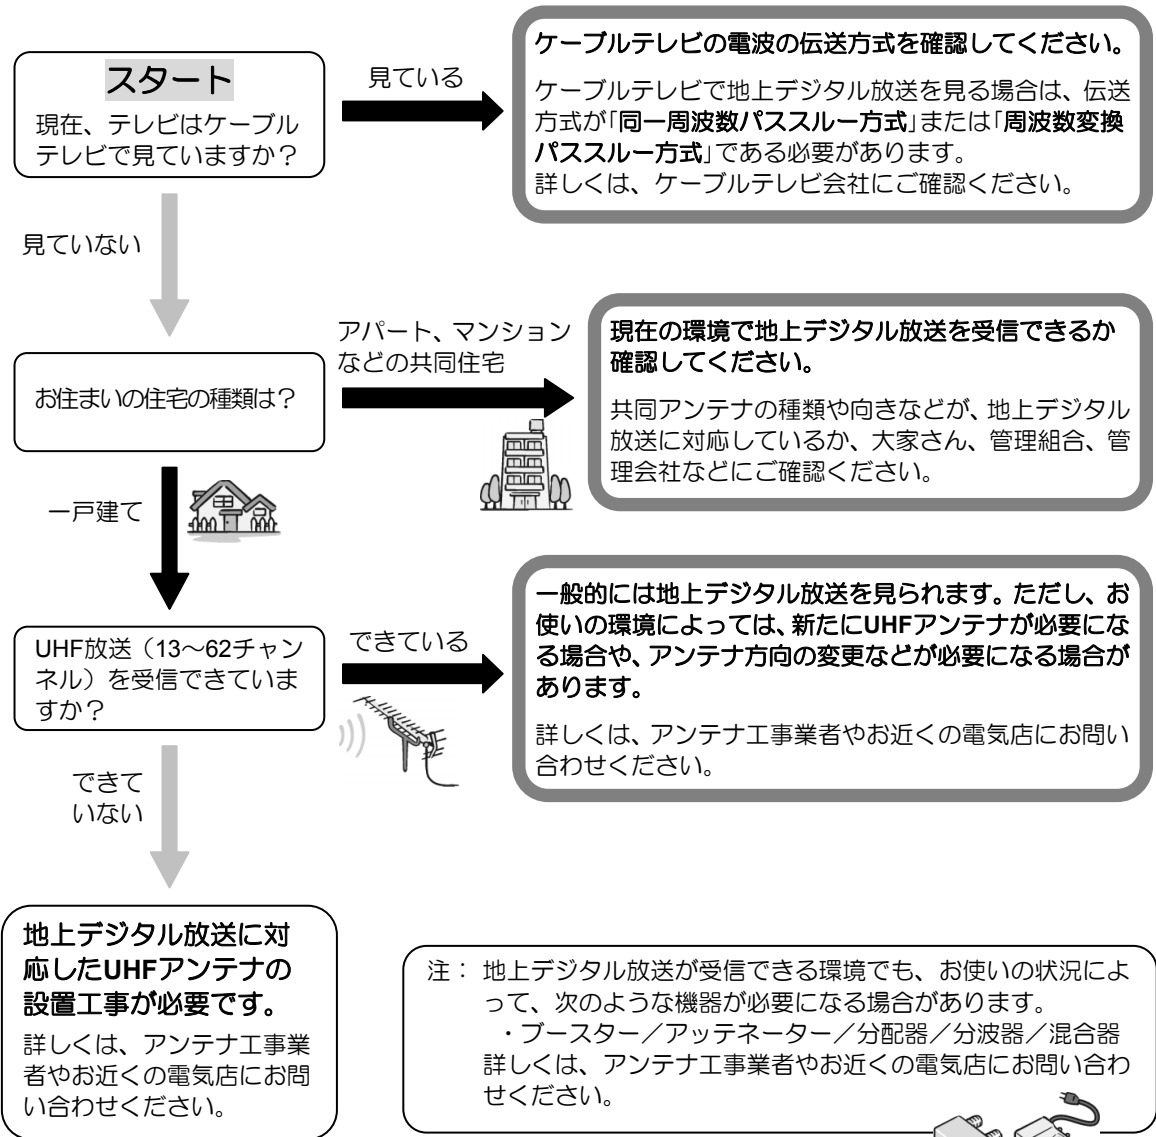 スタート
現在、テレビはケーブル
テレビで見ていますか？
見ている
ケーブルテレビの電波の伝送方式を確認してください。
ケーブルテレビで地上デジタル放送を見る場合は、伝送
方式が「同一周波数パススルー方式」または「周波数変換
パススルー方式」である必要があります。
詳しくは、ケーブルテレビ会社にご確認ください。
見ていない
お住まいの住宅の種類は？
アパート、マンション
などの共同住宅
現在の環境で地上デジタル放送を受信できるか
確認してください。
共同アンテナの種類や向きなどが、地上デジタル
放送に対応しているか、大家さん、管理組合、管
理会社などにご確認ください。
一戸建て
UHF放送（13～62チャン
ネル）を受信できていま
すか？
できている
一般的には地上デジタル放送を見られます。ただし、お
使いの環境によっては、新たにUHFアンテナが必要にな
る場合や、アンテナ方向の変更などが必要になる場合が
あります。
詳しくは、アンテナ工事業者やお近くの電気店にお問い
合わせください。
できて
いない
地上デジタル放送に対
応したUHFアンテナの
設置工事が必要です。
詳しくは、アンテナ工事業
者やお近くの電気店にお問
い合わせください。
注： 地上デジタル放送が受信できる環境でも、お使いの状況によ
って、次のような機器が必要になる場合があります。
・ブースター／アッテネーター／分配器／分波器／混合器
詳しくは、アンテナ工事業者やお近くの電気店にお問い合わ
せください。